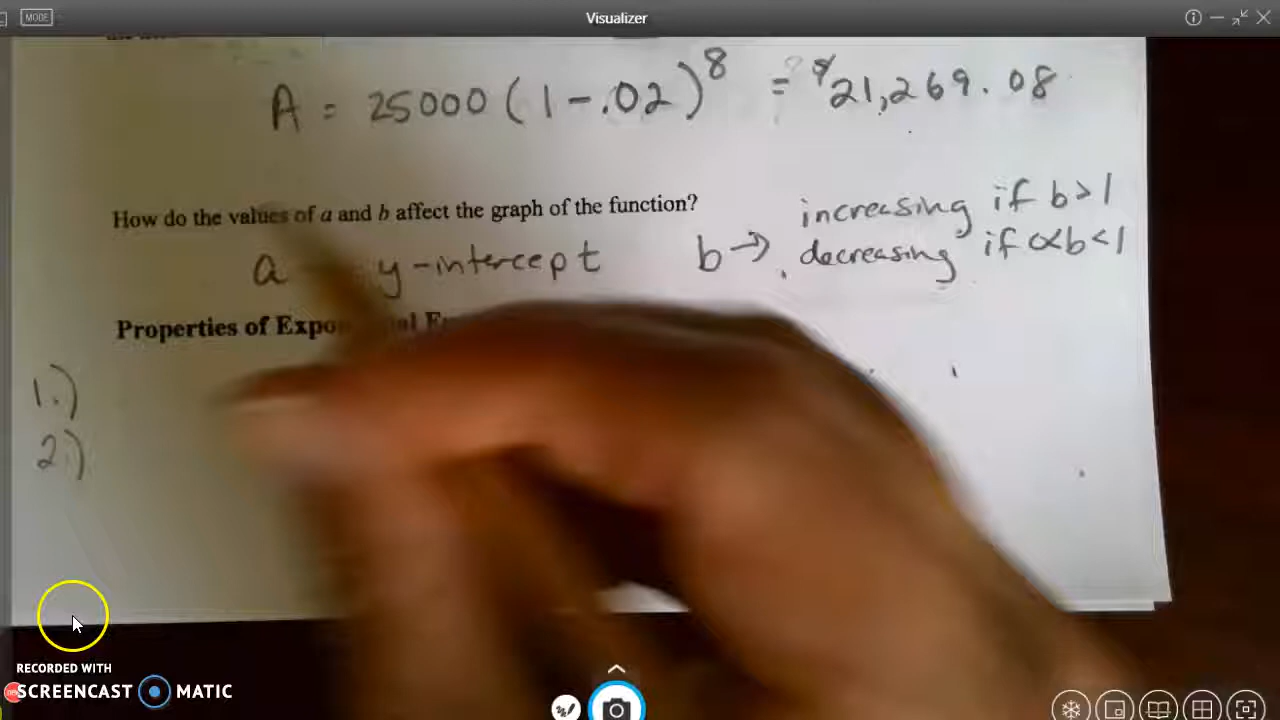 MODE
Visualizer
A = 25000 (1 - .02)^8 = $21,269.08
How do the values of a and b affect the graph of the function?
increasing if b > 1
a y-intercept b → decreasing if 0<b < 1
Properties of
1.)
2.)
RECORDED WITH
SCREENCAST MATIC